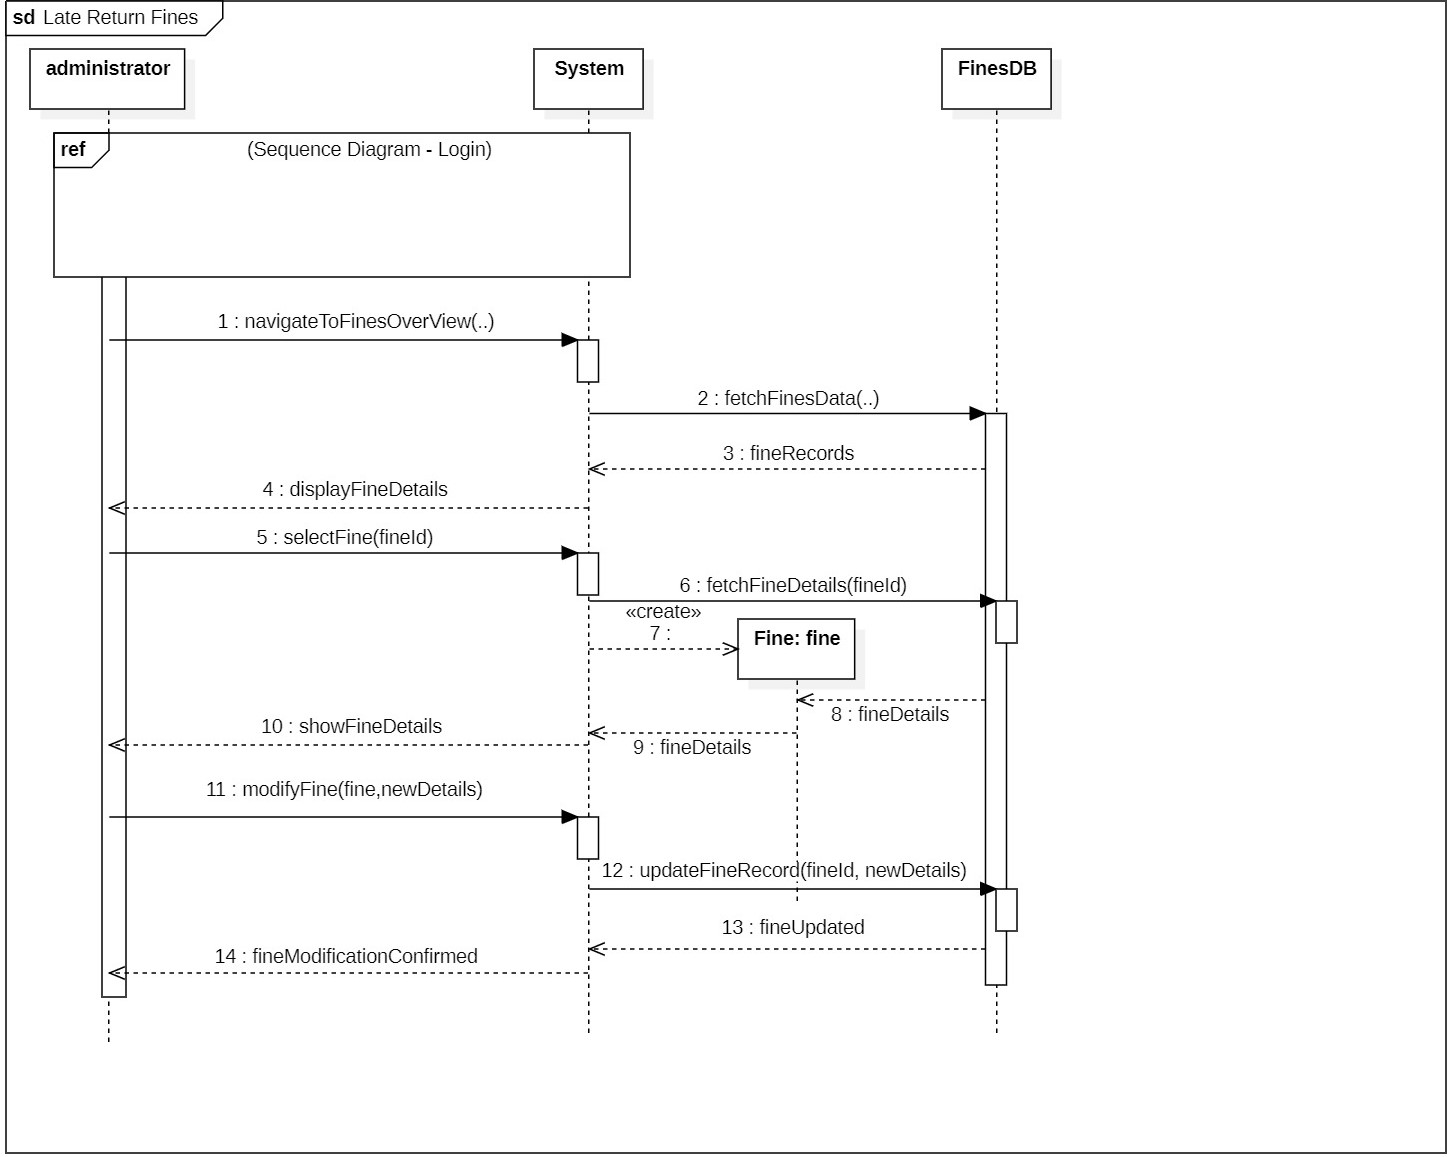 sd Late Return Fines
administrator
System
FinesDB
ref
(Sequence Diagram - Login)
1 : navigateToFinesOverView(..)
2 : fetchFinesData(..)
3 : fineRecords
4 : displayFineDetails
5 : selectFine(fineId)
6 : fetchFineDetails(fineId)
«create»
7 :
Fine: fine
8 : fineDetails
9 : fineDetails
10 : showFineDetails
11 : modifyFine(fine,newDetails)
12 : updateFineRecord(fineId, newDetails)
13 : fineUpdated
14 : fineModificationConfirmed